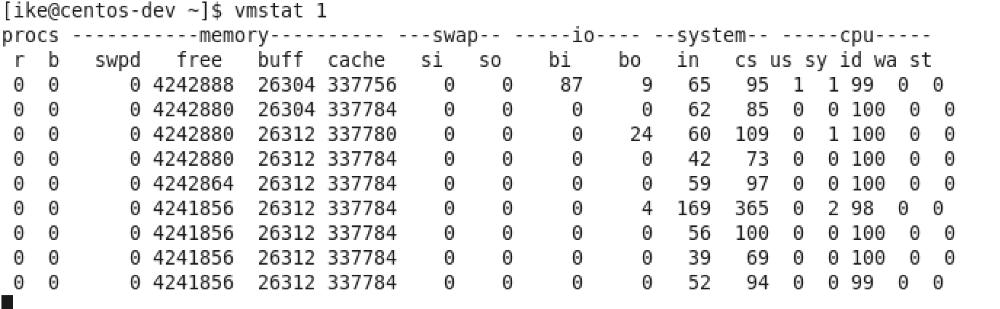 [ike@centos-dev ~]$ vmstat 1
procs -----------memory---------- ---swap-- -----io---- --system-- -----cpu-----
 r  b   swpd   free   buff  cache   si   so    bi    bo   in   cs us sy id wa st
 0  0      0 4242888  26304 337756    0    0    87     9   65   95  1  1 99  0  0
 0  0      0 4242880  26304 337784    0    0     0     0   62   85  0  0 100  0  0
 0  0      0 4242880  26312 337780    0    0     0    24   60  109  0  1 100  0  0
 0  0      0 4242880  26312 337784    0    0     0     0   42   73  0  0 100  0  0
 0  0      0 4242864  26312 337784    0    0     0     0   59   97  0  0 100  0  0
 0  0      0 4241856  26312 337784    0    0     0     4  169  365  0  2 98  0  0
 0  0      0 4241856  26312 337784    0    0     0     0   56  100  0  0 100  0  0
 0  0      0 4241856  26312 337784    0    0     0     0   39   69  0  0 100  0  0
 0  0      0 4241856  26312 337784    0    0     0     0   52   94  0  0 99  0  0